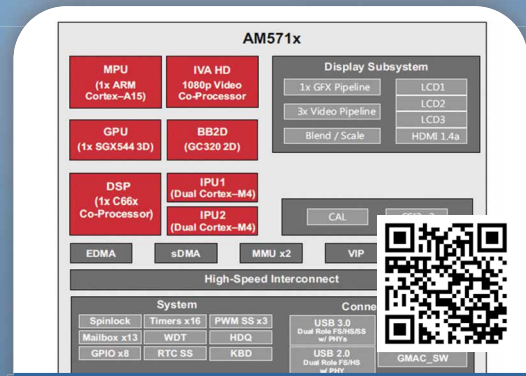 AM571x
MPU
(1x ARM
Cortex–A15)
IVA HD
1080p Video
Co-Processor
GPU
(1x SGX544 3D)
BB2D
(GC320 2D)
DSP
(1x C66x
Co-Processor)
IPU1
(Dual Cortex–M4)
IPU2
(Dual Cortex–M4)
Display Subsystem
1x GFX Pipeline
3x Video Pipeline
Blend / Scale
LCD1
LCD2
LCD3
HDMI 1.4a
CAL
EDMA
sDMA
MMU x2
VIP
High-Speed Interconnect
System
Spinlock
Timers x16
PWM SS x3
Mailbox x13
WDT
HDQ
GPIO x8
RTC SS
KBD
Conne
USB 3.0
Dual Role FS/HS/SS
w/ PHYs
USB 2.0
Dual Role FS/HS
w/ PHY
GMAC_SW